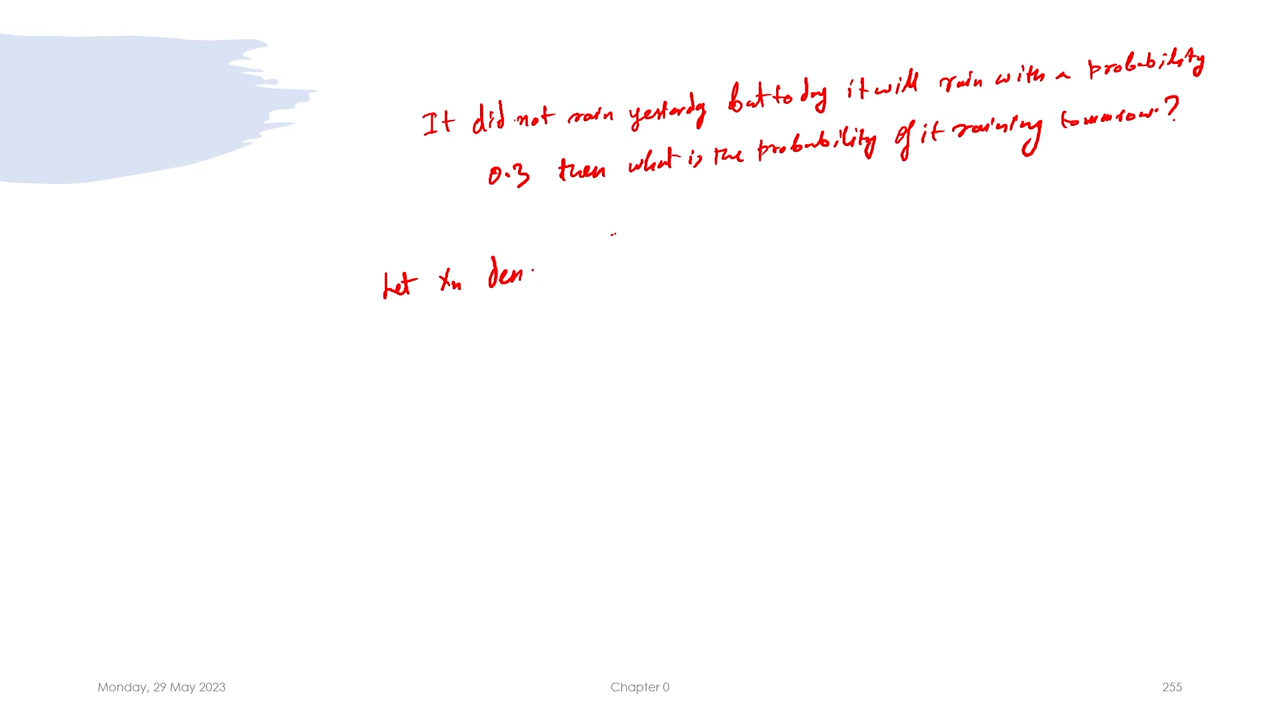 It did not rain yesterday but today it will rain with a probability
0.3 then what is the probability of it raining tomorrow?
Let Xn den
Monday, 29 May 2023
Chapter 0
255